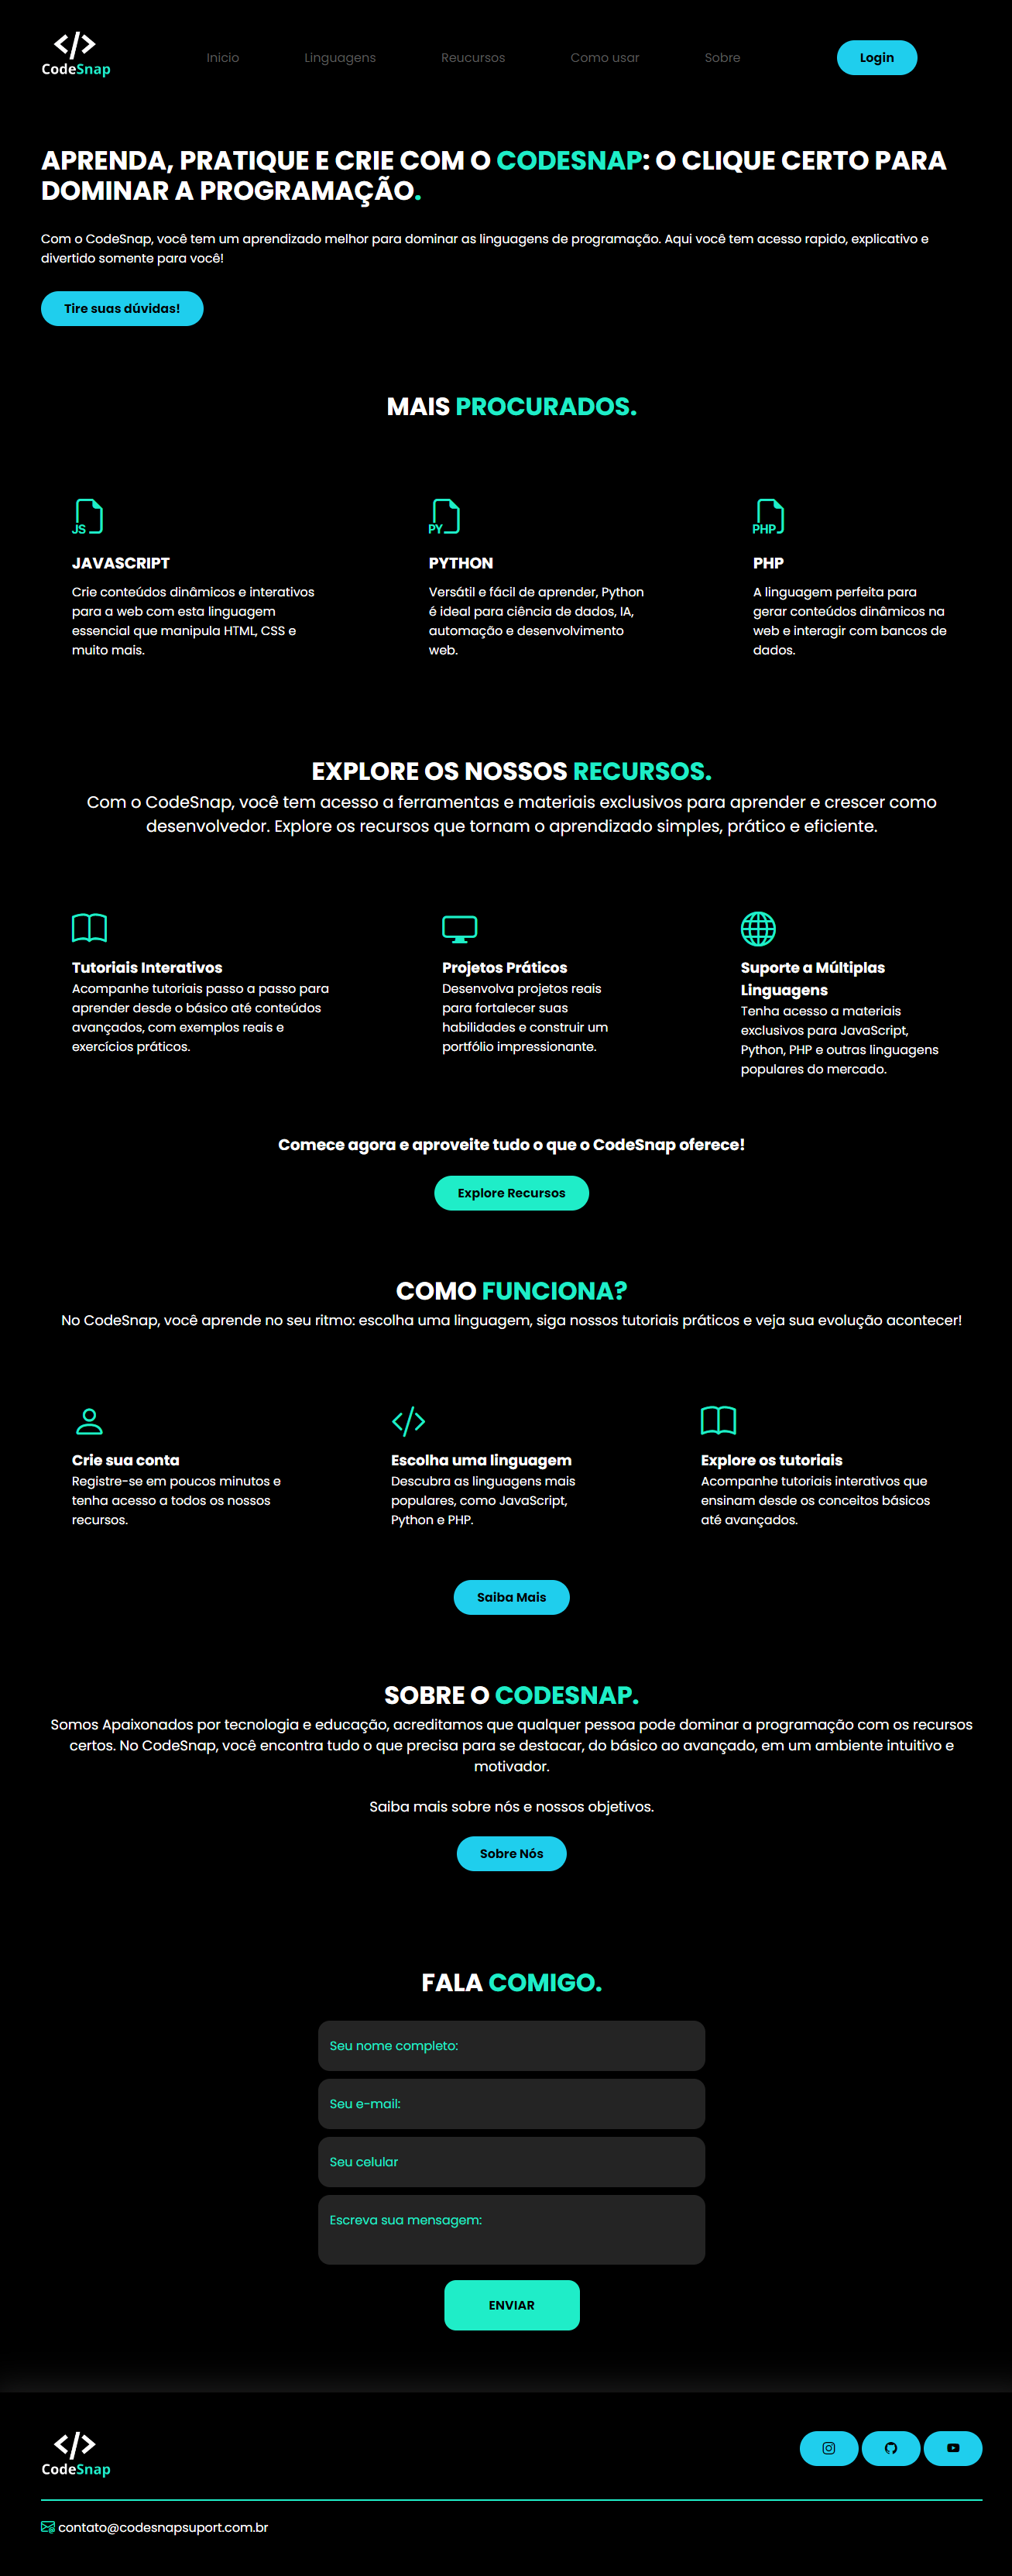 CodeSnap
Inicio
Linguagens
Reucursos
Como usar
Sobre
Login
APRENDA, PRATIQUE E CRIE COM O CODESNAP: O CLIQUE CERTO PARA
DOMINAR A PROGRAMAÇÃO.
Com o CodeSnap, você tem um aprendizado melhor para dominar as linguagens de programação. Aqui você tem acesso rapido, explicativo e
divertido somente para você!
Tire suas dúvidas!
MAIS PROCURADOS.
JS
JAVASCRIPT
Crie conteúdos dinâmicos e interativos
para a web com esta linguagem
essencial que manipula HTML, CSS e
muito mais.
PY
PYTHON
Versátil e fácil de aprender, Python
é ideal para ciência de dados, IA,
automação e desenvolvimento
web.
PHP
PHP
A linguagem perfeita para
gerar conteúdos dinâmicos na
web e interagir com bancos de
dados.
EXPLORE OS NOSSOS RECURSOS.
Com o CodeSnap, você tem acesso a ferramentas e materiais exclusivos para aprender e crescer como
desenvolvedor. Explore os recursos que tornam o aprendizado simples, prático e eficiente.
Tutoriais Interativos
Acompanhe tutoriais passo a passo para
aprender desde o básico até conteúdos
avançados, com exemplos reais e
exercícios práticos.
Projetos Práticos
Desenvolva projetos reais
para fortalecer suas
habilidades e construir um
portfólio impressionante.
Suporte a Múltiplas
Linguagens
Tenha acesso a materiais
exclusivos para JavaScript,
Python, PHP e outras linguagens
populares do mercado.
Comece agora e aproveite tudo o que o CodeSnap oferece!
Explore Recursos
COMO FUNCIONA?
No CodeSnap, você aprende no seu ritmo: escolha uma linguagem, siga nossos tutoriais práticos e veja sua evolução acontecer!
Crie sua conta
Registre-se em poucos minutos e
tenha acesso a todos os nossos
recursos.
Escolha uma linguagem
Descubra as linguagens mais
populares, como JavaScript,
Python e PHP.
Explore os tutoriais
Acompanhe tutoriais interativos que
ensinam desde os conceitos básicos
até avançados.
Saiba Mais
SOBRE O CODESNAP.
Somos Apaixonados por tecnologia e educação, acreditamos que qualquer pessoa pode dominar a programação com os recursos
certos. No CodeSnap, você encontra tudo o que precisa para se destacar, do básico ao avançado, em um ambiente intuitivo e
motivador.
Saiba mais sobre nós e nossos objetivos.
Sobre Nós
FALA COMIGO.
Seu nome completo:
Seu e-mail:
Seu celular
Escreva sua mensagem:
ENVIAR
CodeSnap
contato@codesnapsuport.com.br